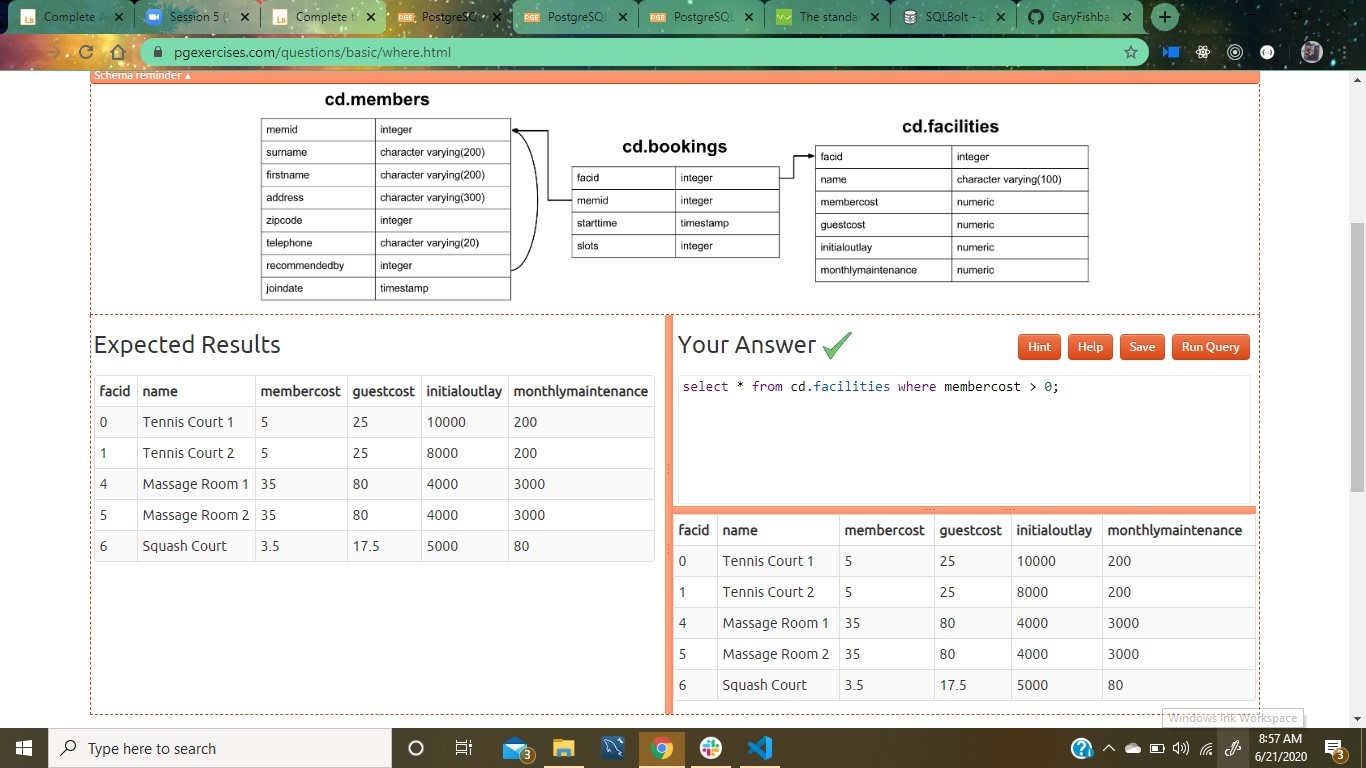 Complete A
Session 5 (
Complete t
PostgreSQ
PostgreSQL
PostgreSQL
The standa
SQLBolt - L
GaryFishba
pgexercises.com/questions/basic/where.html
Schema reminder ▲
cd.members
memid integer
surname character varying(200)
firstname character varying(200)
address character varying(300)
zipcode integer
telephone character varying(20)
recommendedby integer
joindate timestamp
cd.bookings
facid integer
memid integer
starttime timestamp
slots integer
cd.facilities
facid integer
name character varying(100)
membercost numeric
guestcost numeric
initialoutlay numeric
monthlymaintenance numeric
Expected Results
facid name membercost guestcost initialoutlay monthlymaintenance
0 Tennis Court 1 5 25 10000 200
1 Tennis Court 2 5 25 8000 200
4 Massage Room 1 35 80 4000 3000
5 Massage Room 2 35 80 4000 3000
6 Squash Court 3.5 17.5 5000 80
Your Answer
Hint Help Save Run Query
select * from cd.facilities where membercost > 0;
facid name membercost guestcost initialoutlay monthlymaintenance
0 Tennis Court 1 5 25 10000 200
1 Tennis Court 2 5 25 8000 200
4 Massage Room 1 35 80 4000 3000
5 Massage Room 2 35 80 4000 3000
6 Squash Court 3.5 17.5 5000 80
Windows Ink Workspace
Type here to search
3
8:57 AM
6/21/2020
3